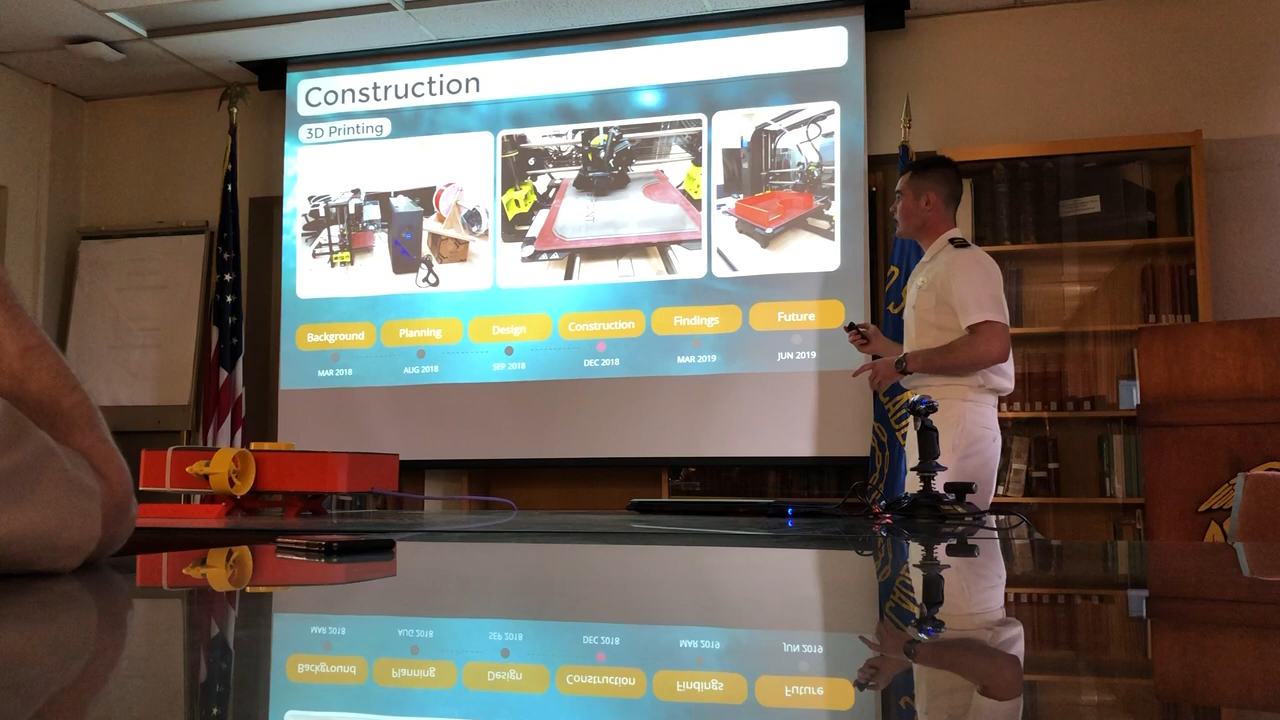 Construction
3D Printing
Background Planning Design Construction Findings Future
MAR 2018 AUG 2018 SEP 2018 DEC 2018 MAR 2019 JUN 2019